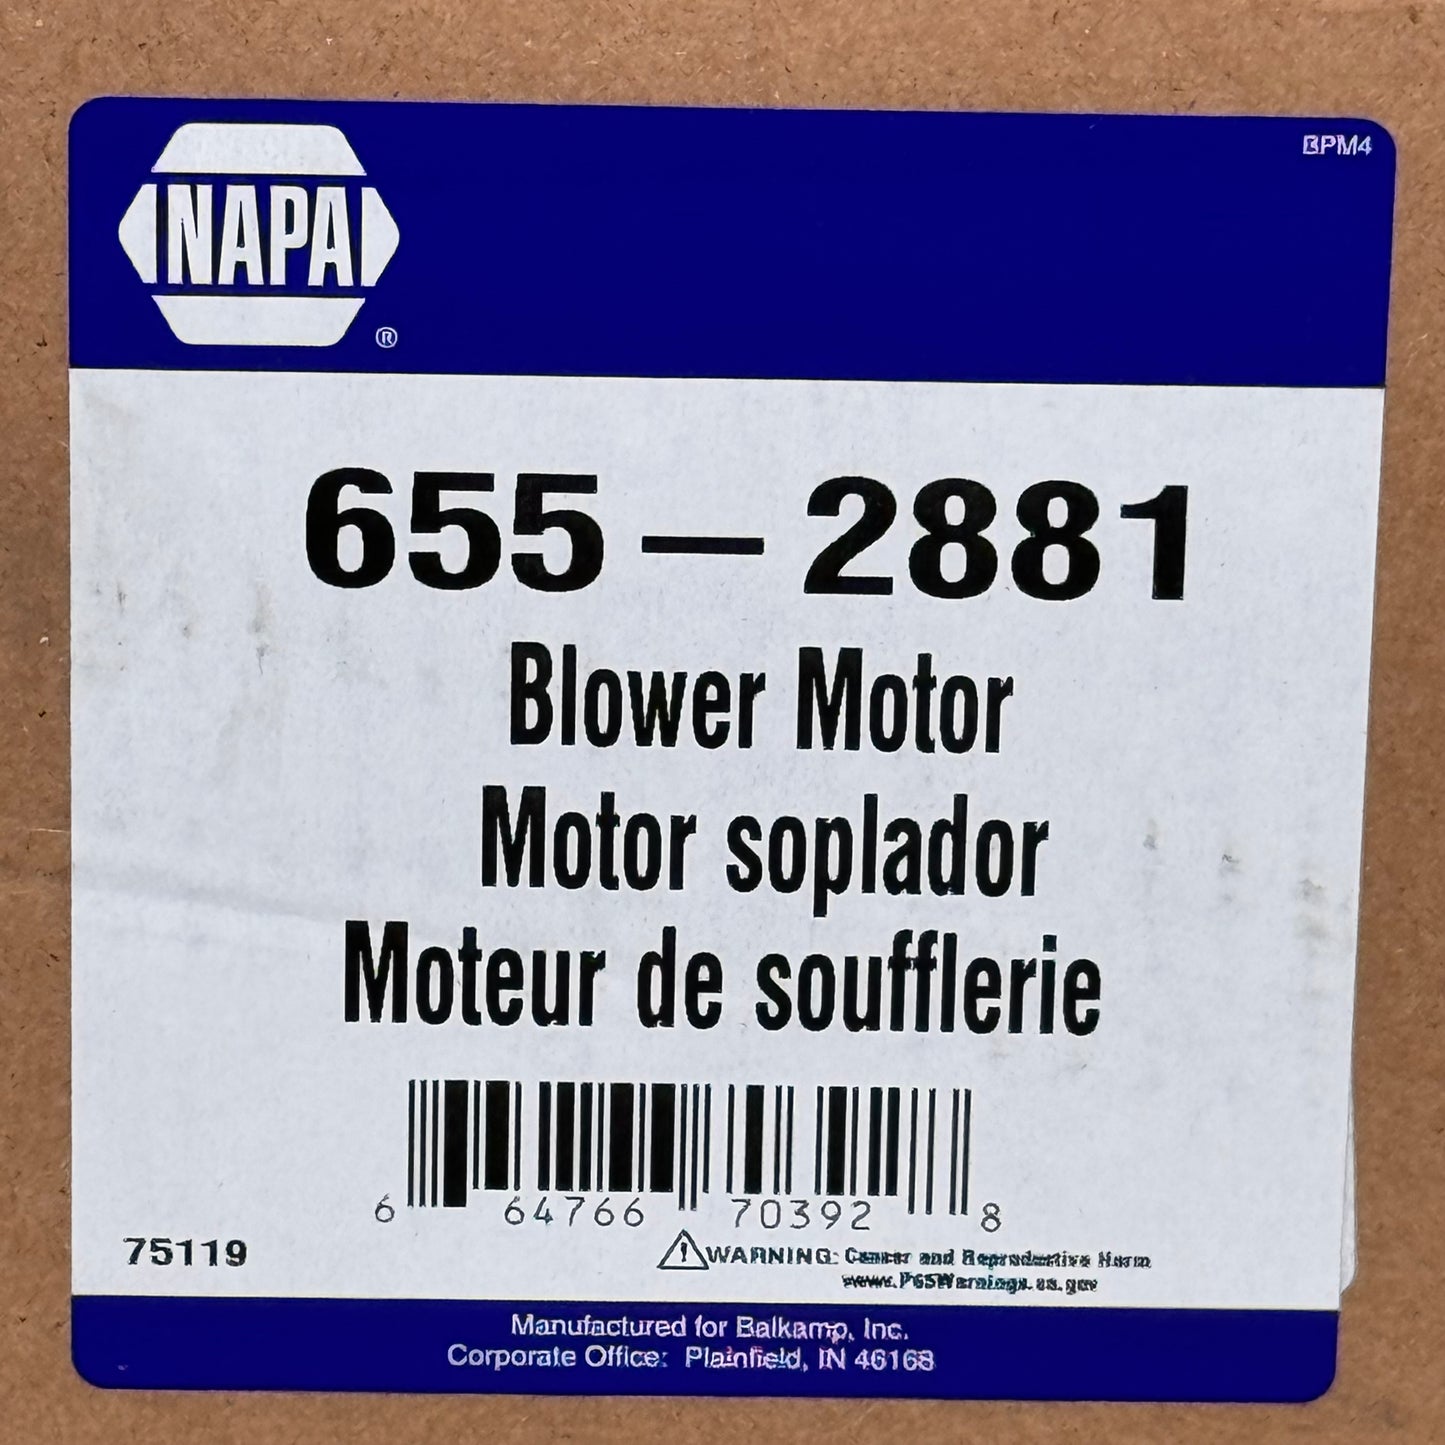 BPM4
NAPA
®
655-2881
Blower Motor
Motor soplador
Moteur de soufflerie
6 64766 70392 8
75119
WARNING: Cancer and Reproductive Harm
www.P65Warnings.ca.gov
Manufactured for Balkamp, Inc.
Corporate Office: Plainfield, IN 46168